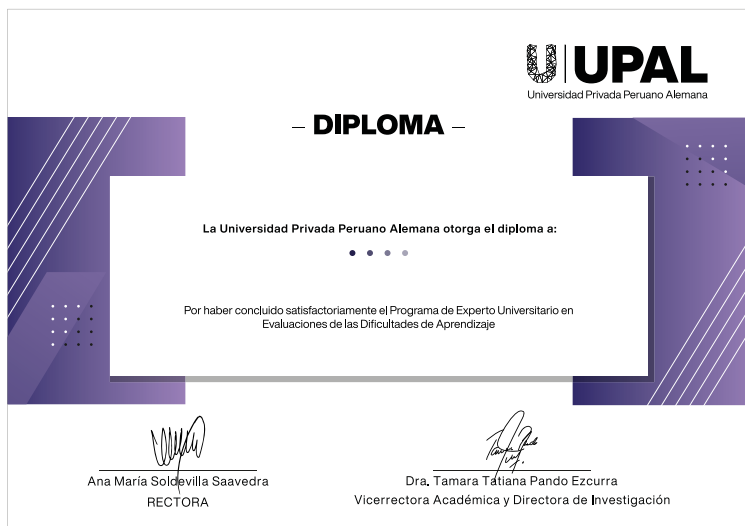 UPAL
Universidad Privada Peruano Alemana
– DIPLOMA –
La Universidad Privada Peruano Alemana otorga el diploma a:
Por haber concluido satisfactoriamente el Programa de Experto Universitario en
Evaluaciones de las Dificultades de Aprendizaje
Ana María Soldevilla Saavedra
RECTORA
Dra. Tamara Tatiana Pando Ezcurra
Vicerrectora Académica y Directora de Investigación